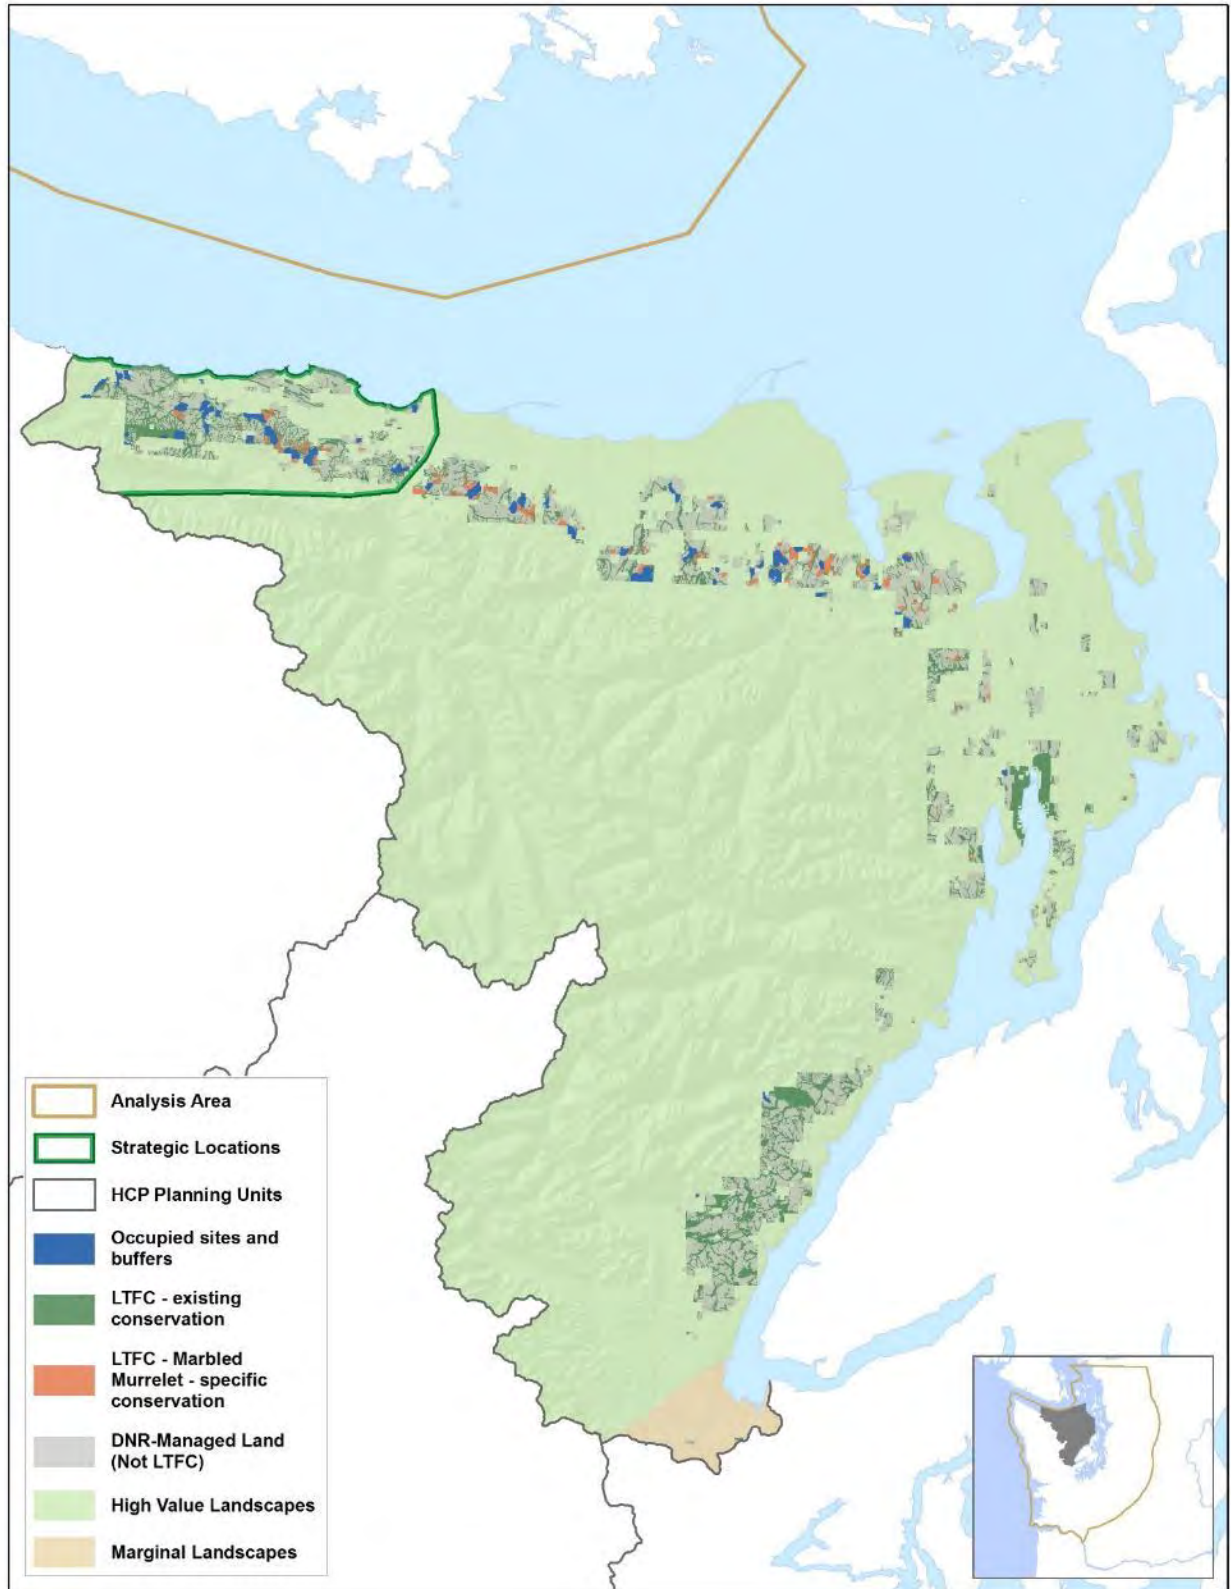 Analysis Area
Strategic Locations
HCP Planning Units
Occupied sites and
buffers
LTFC - existing
conservation
LTFC - Marbled
Murrelet - specific
conservation
DNR-Managed Land
(Not LTFC)
High Value Landscapes
Marginal Landscapes